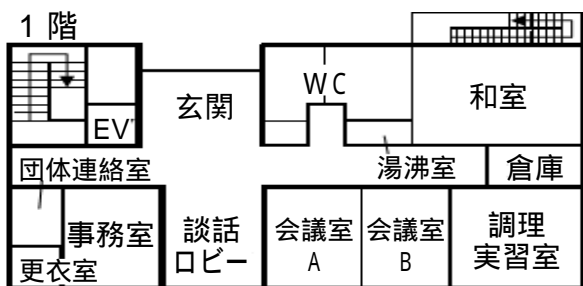 1 階
玄関
WC
和室
EV
団体連絡室
湯沸室
倉庫
事務室
談話
ロビー
会議室
A
会議室
B
調理
実習室
更衣室